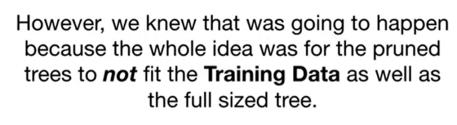 However, we knew that was going to happen
because the whole idea was for the pruned
trees to not fit the Training Data as well as
the full sized tree.